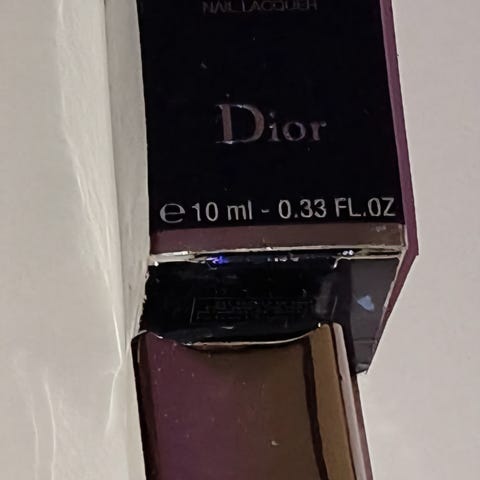 NAIL LACQUER
Dior
℮ 10 ml - 0.33 FL.OZ